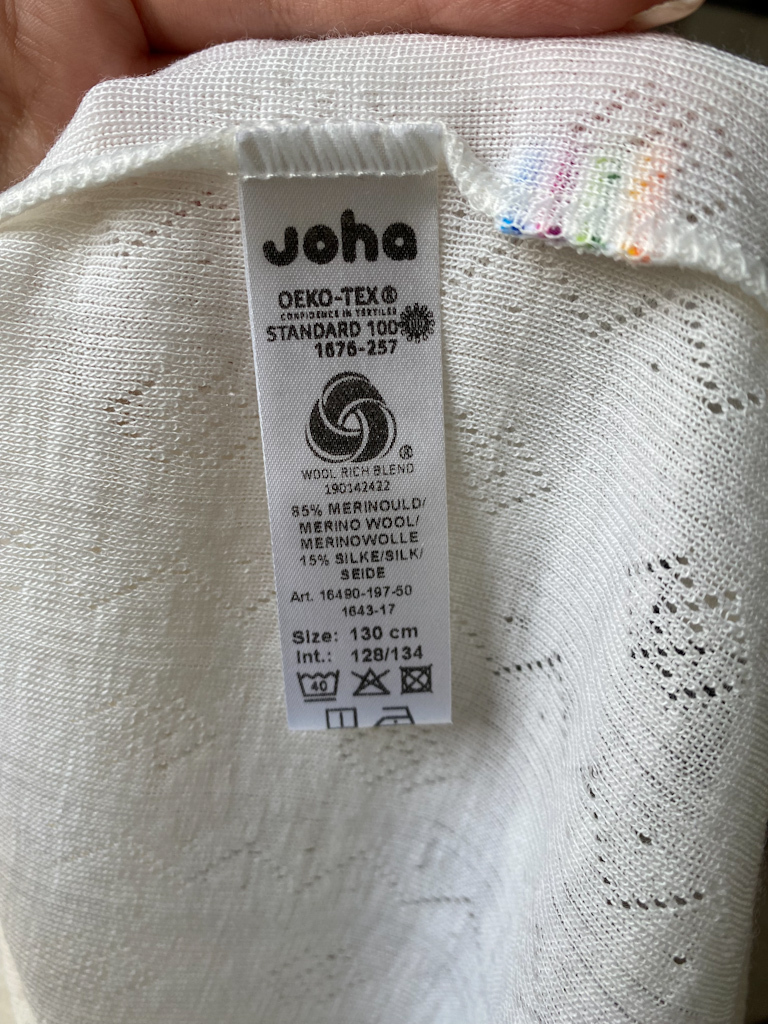 Joha
OEKO-TEX®
CONFIDENCE IN TEXTILES
STANDARD 100
1676-257
®
WOOL RICH BLEND
190142422
85% MERINOULD/
MERINO WOOL/
MERINOWOLLE
15% SILKE/SILK/
SEIDE
Art. 16490-197-50
1643-17
Size: 130 cm
Int.: 128/134
40